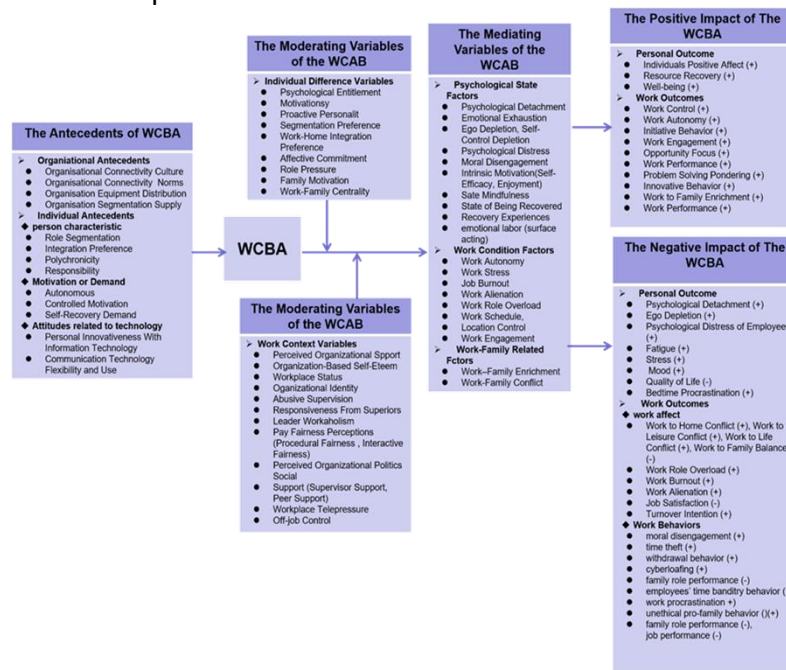 The Antecedents of WCBA
➢ Organisational Antecedents
● Organisational Connectivity Culture
● Organisational Connectivity Norms
● Organisation Equipment Distribution
● Organisation Segmentation Supply
➢ Individual Antecedents
◆ person characteristic
● Role Segmentation
● Integration Preference
● Polychronicity
● Responsibility
◆ Motivation or Demand
● Autonomous
● Controlled Motivation
● Self-Recovery Demand
◆ Attitudes related to technology
● Personal Innovativeness With
Information Technology
● Communication Technology
Flexibility and Use
WCBA
The Moderating Variables
of the WCAB
➢ Individual Difference Variables
● Psychological Entitlement
● Motivationsy
● Proactive Personalit
● Segmentation Preference
● Work-Home Integration
Preference
● Affective Commitment
● Role Pressure
● Family Motivation
● Work-Family Centrality
The Moderating Variables
of the WCAB
➢ Work Context Variables
● Perceived Organizational Spport
● Organization-Based Self-Eteem
● Workplace Status
● Oganizational Identity
● Abusive Supervision
● Responsiveness From Superiors
● Leader Workaholism
● Pay Fairness Perceptions
(Procedural Fairness , Interactive
Fairness)
● Perceived Organizational Politics
Social
● Support (Supervisor Support,
Peer Support)
● Workplace Telepressure
● Off-job Control
The Mediating
Variables of the
WCAB
➢ Psychological State
Factors
● Psychological Detachment
● Emotional Exhaustion
● Ego Depletion, Self-
Control Depletion
● Psychological Distress
● Moral Disengagement
● Intrinsic Motivation(Self-
Efficacy, Enjoyment)
● Sate Mindfulness
● State of Being Recovered
● Recovery Experiences
● emotional labor (surface
acting)
➢ Work Condition Factors
● Work Autonomy
● Work Stress
● Job Burnout
● Work Alienation
● Work Role Overload
● Work Schedule,
● Location Control
● Work Engagement
➢ Work-Family Related
Fctors
● Work–Family Enrichment
● Work-Family Conflict
The Positive Impact of The
WCBA
➢ Personal Outcome
● Individuals Positive Affect (+)
● Resource Recovery (+)
● Well-being (+)
➢ Work Outcomes
● Work Control (+)
● Work Autonomy (+)
● Initiative Behavior (+)
● Work Engagement (+)
● Opportunity Focus (+)
● Work Performance (+)
● Problem Solving Pondering (+)
● Innovative Behavior (+)
● Work to Family Enrichment (+)
● Work Performance (+)
The Negative Impact of The
WCBA
➢ Personal Outcome
● Psychological Detachment (+)
● Ego Depletion (+)
● Psychological Distress of Employee
(+)
● Fatigue (+)
● Stress (+)
● Mood (+)
● Quality of Life (-)
● Bedtime Procrastination (+)
➢ Work Outcomes
◆ work affect
● Work to Home Conflict (+), Work to
Leisure Conflict (+), Work to Life
Conflict (+), Work to Family Balance
(-)
● Work Role Overload (+)
● Work Burnout (+)
● Work Alienation (+)
● Job Satisfaction (-)
● Turnover Intention (+)
◆ Work Behaviors
● moral disengagement (+)
● time theft (+)
● withdrawal behavior (+)
● cyberloafing (+)
● family role performance (-)
● employees' time banditry behavior (
● work procrastination +)
● unethical pro-family behavior ()(+)
● family role performance (-),
job performance (-)